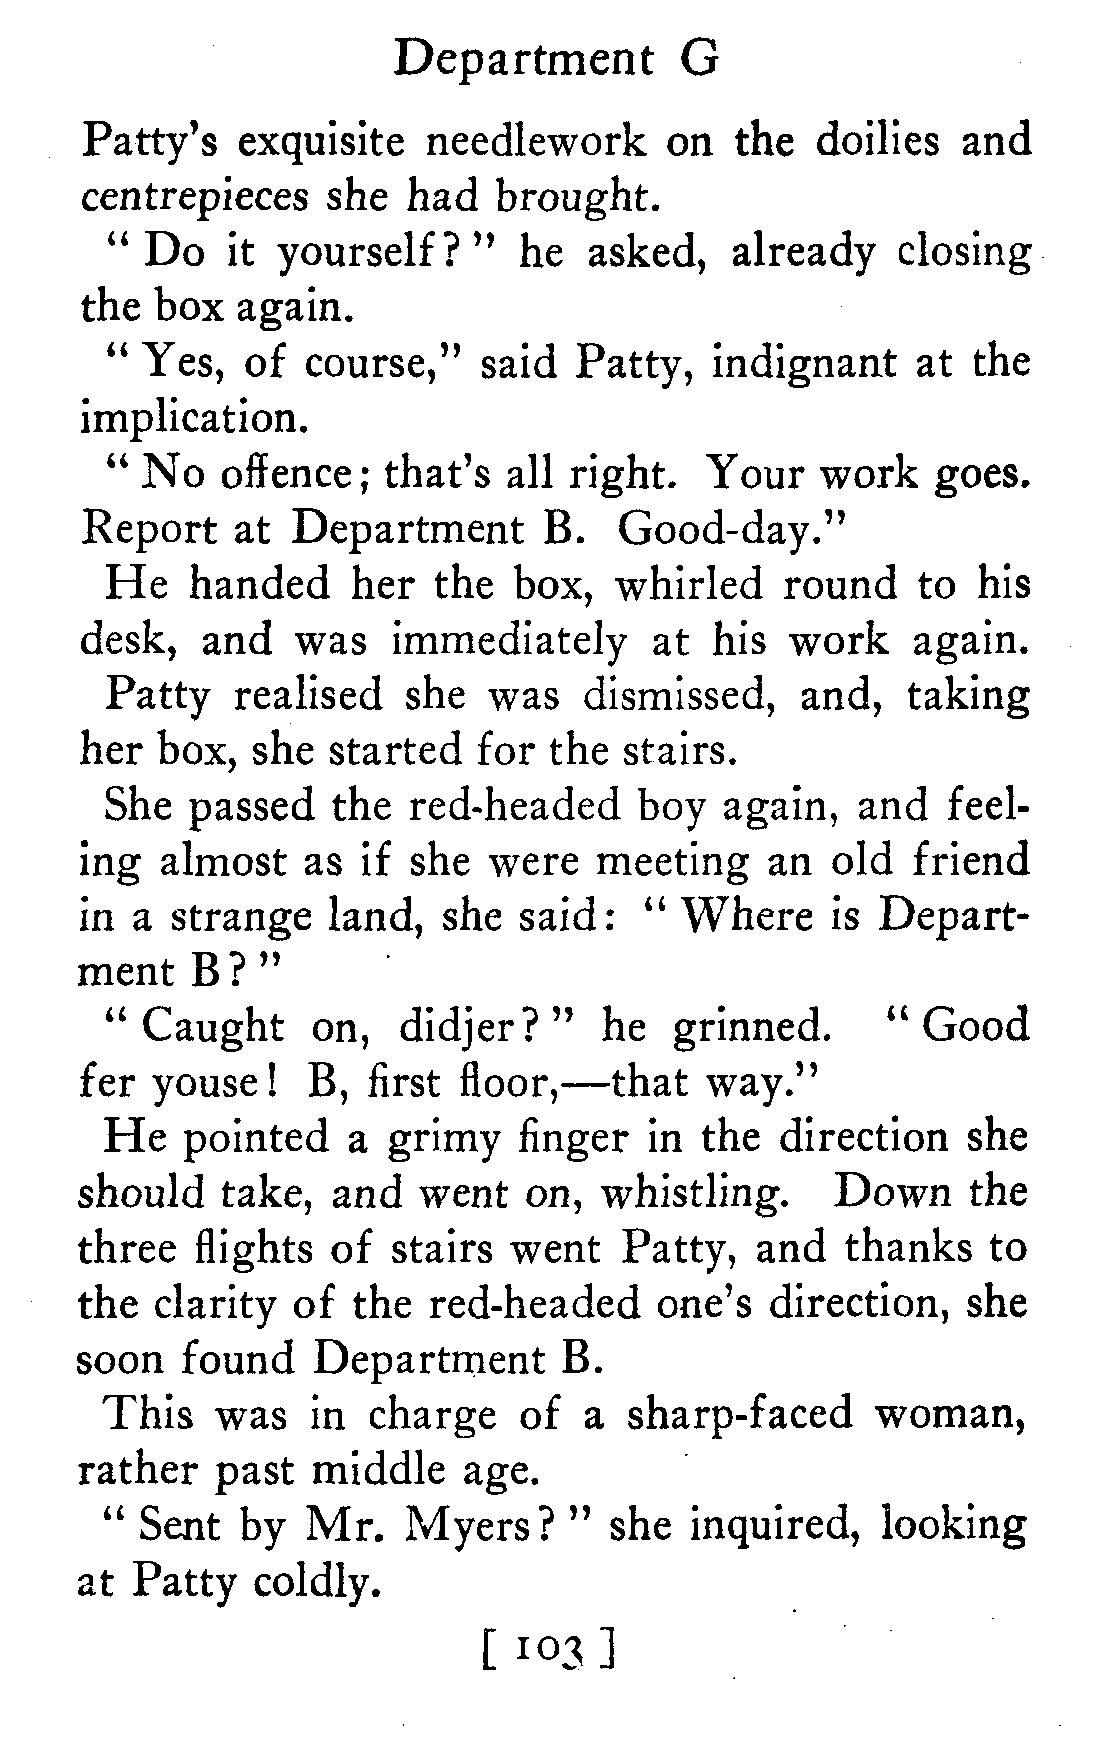 Department G
Patty's exquisite needlework on the doilies and
centrepieces she had brought.
" Do it yourself? " he asked, already closing
the box again.
" Yes, of course," said Patty, indignant at the
implication.
" No offence; that's all right. Your work goes.
Report at Department B. Good-day."
He handed her the box, whirled round to his
desk, and was immediately at his work again.
Patty realised she was dismissed, and, taking
her box, she started for the stairs.
She passed the red-headed boy again, and feel-
ing almost as if she were meeting an old friend
in a strange land, she said: " Where is Depart-
ment B? "
" Caught on, didjer? " he grinned. " Good
fer youse! B, first floor,—that way."
He pointed a grimy finger in the direction she
should take, and went on, whistling. Down the
three flights of stairs went Patty, and thanks to
the clarity of the red-headed one's direction, she
soon found Department B.
This was in charge of a sharp-faced woman,
rather past middle age.
" Sent by Mr. Myers? " she inquired, looking
at Patty coldly.
[ 103 ]